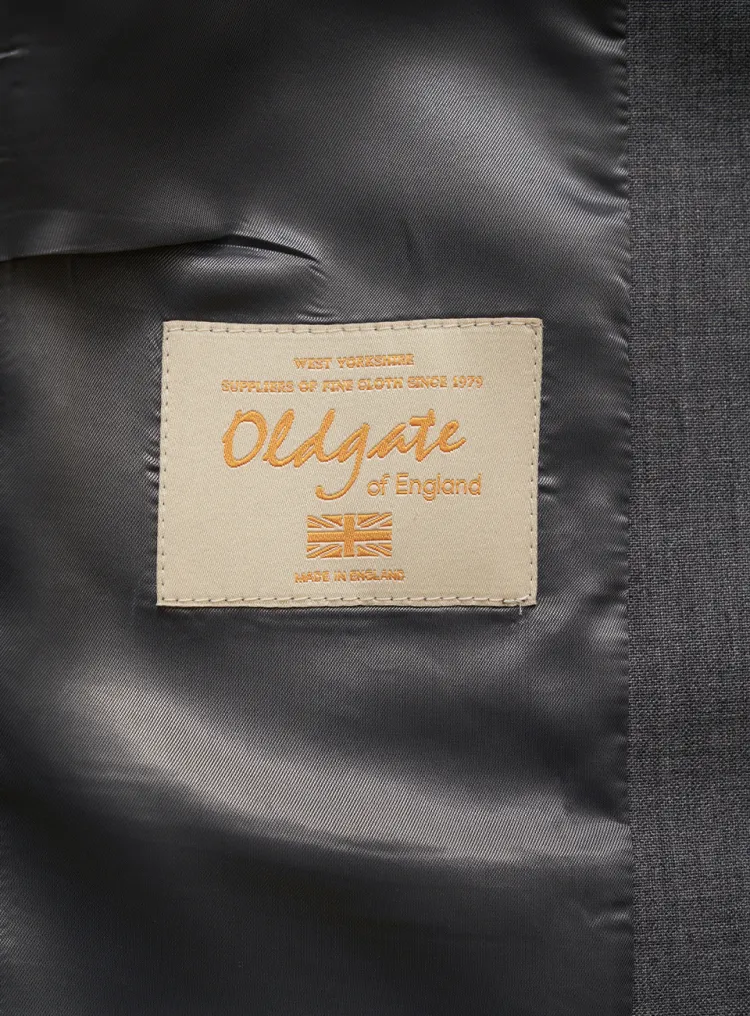 WEST YORKSHIRE
SUPPLIERS OF FINE CLOTH SINCE 1979
Oldgate
of England
MADE IN ENGLAND